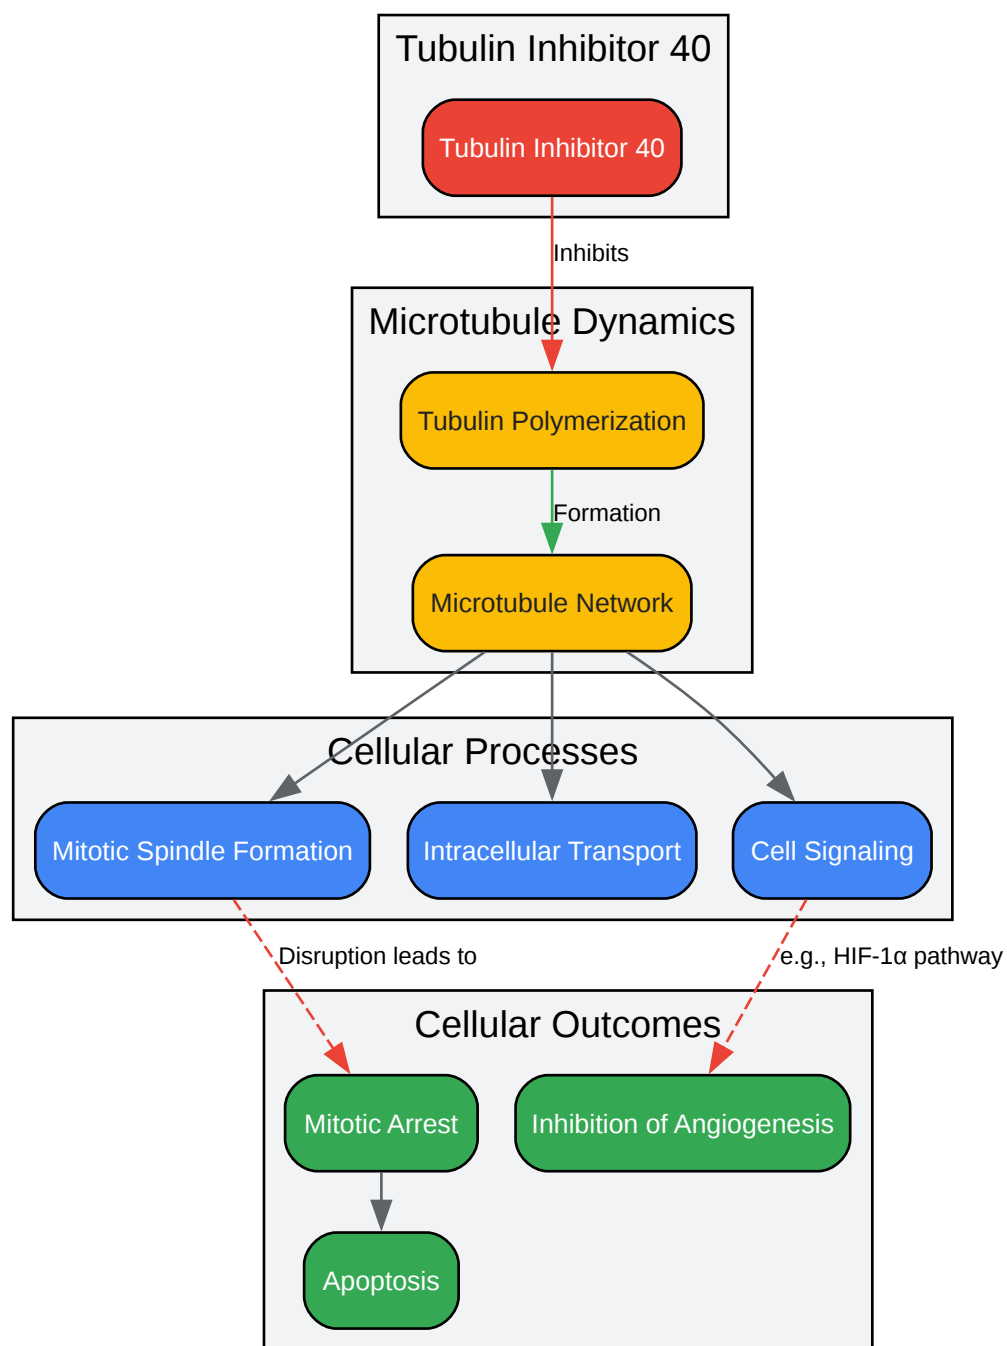 Tubulin Inhibitor 40
Tubulin Inhibitor 40
Inhibits
Microtubule Dynamics
Tubulin Polymerization
Formation
Microtubule Network
Cellular Processes
Mitotic Spindle Formation
Intracellular Transport
Cell Signaling
Disruption leads to
e.g., HIF-1α pathway
Cellular Outcomes
Mitotic Arrest
Inhibition of Angiogenesis
Apoptosis